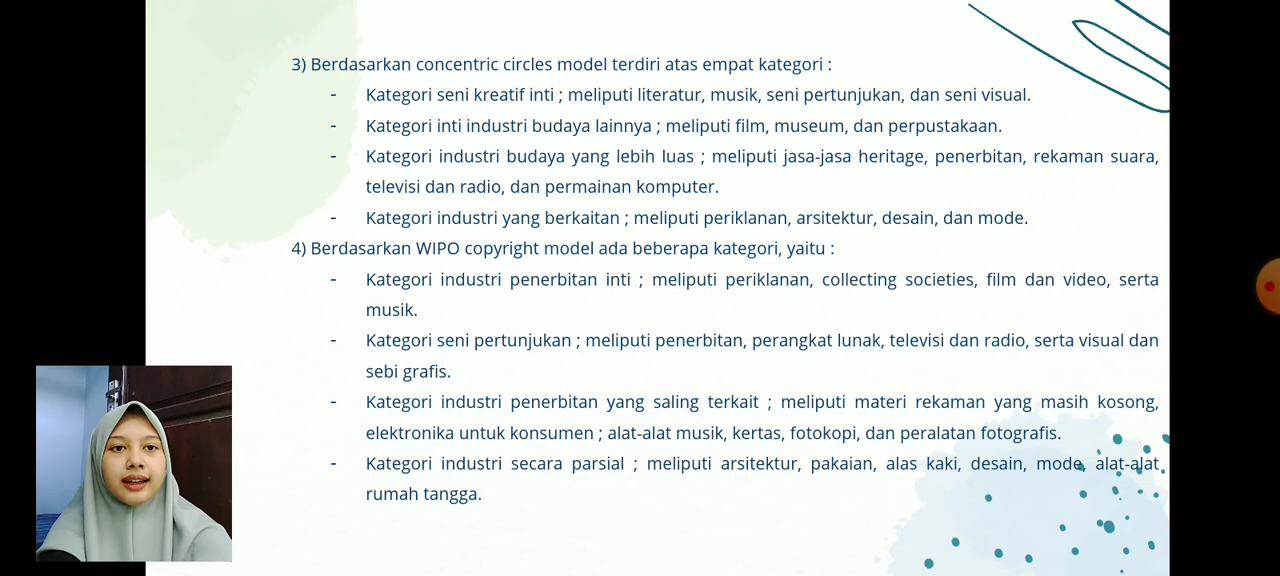 3) Berdasarkan concentric circles model terdiri atas empat kategori :
- Kategori seni kreatif inti ; meliputi literatur, musik, seni pertunjukan, dan seni visual.
- Kategori inti industri budaya lainnya ; meliputi film, museum, dan perpustakaan.
- Kategori industri budaya yang lebih luas ; meliputi jasa-jasa heritage, penerbitan, rekaman suara,
televisi dan radio, dan permainan komputer.
- Kategori industri yang berkaitan ; meliputi periklanan, arsitektur, desain, dan mode.
4) Berdasarkan WIPO copyright model ada beberapa kategori, yaitu :
- Kategori industri penerbitan inti ; meliputi periklanan, collecting societies, film dan video, serta
musik.
- Kategori seni pertunjukan ; meliputi penerbitan, perangkat lunak, televisi dan radio, serta visual dan
sebi grafis.
- Kategori industri penerbitan yang saling terkait ; meliputi materi rekaman yang masih kosong,
elektronika untuk konsumen ; alat-alat musik, kertas, fotokopi, dan peralatan fotografis.
- Kategori industri secara parsial ; meliputi arsitektur, pakaian, alas kaki, desain, mode, alat-alat
rumah tangga.